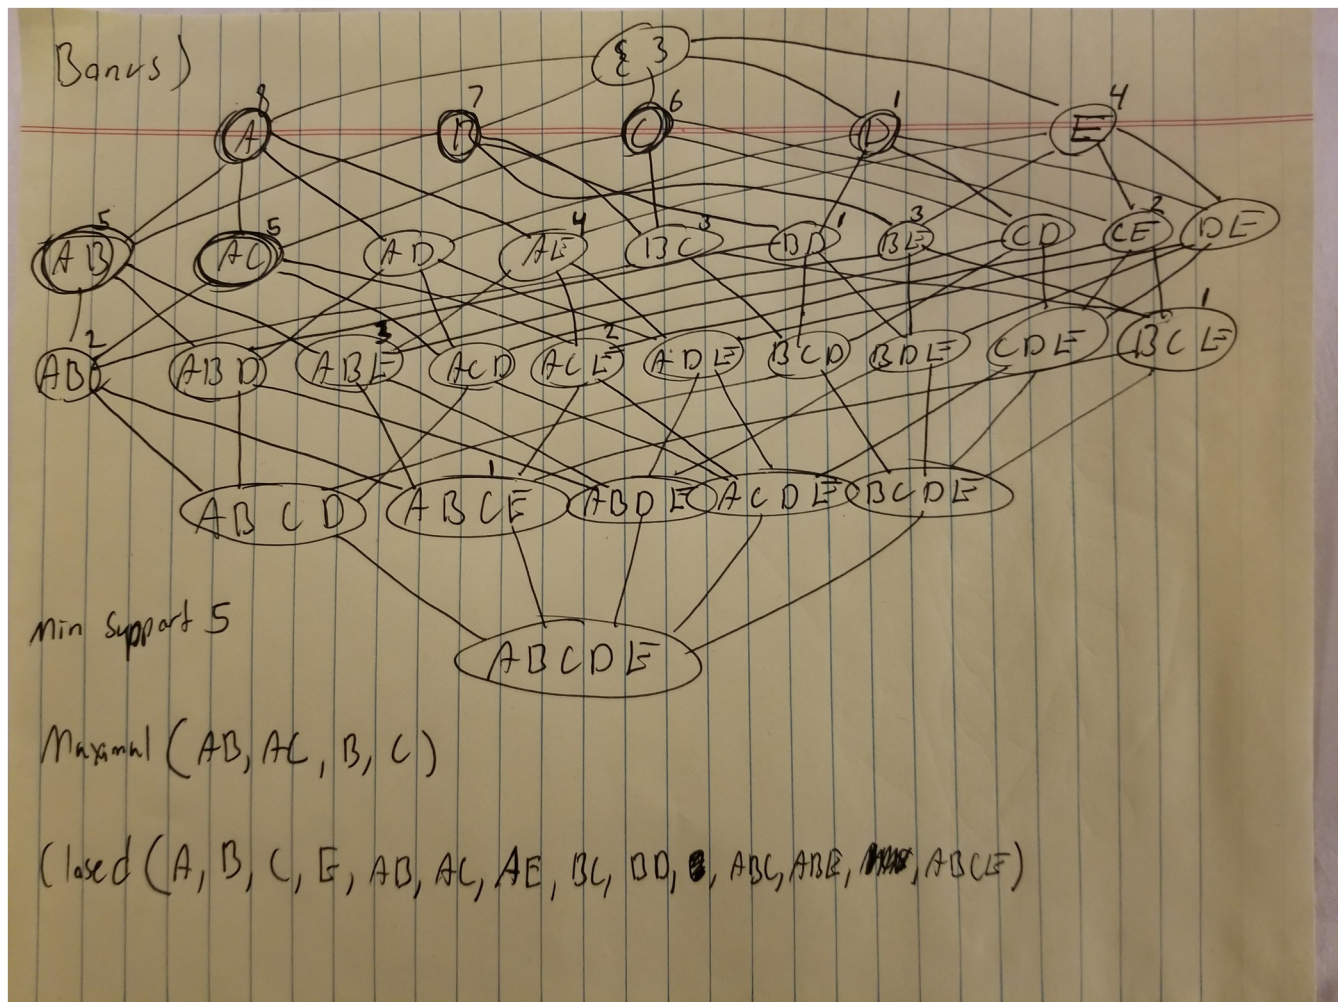 Bonus)
{ }
8 7 6 1 4
A B C D E
5 5 4 3 1 3 2
AB AC AD AE BC BD BE CD CE DE
2 3 2 1
ABC ABD ABE ACD ACE ADE BCD BDE CDE BCE
1
ABCD ABCE ABDE ACDE BCDE
ABCDE
Min Support 5
Maximal (AB, AC, B, C)
Closed (A, B, C, E, AB, AC, AE, BC, BD, , ABC, ABE, , ABCE)